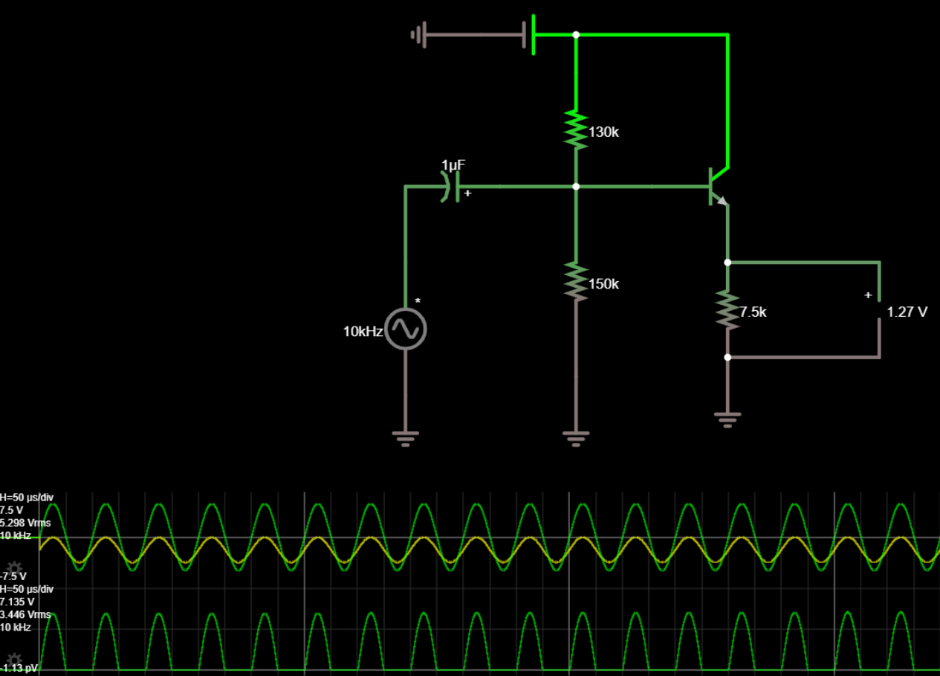 1µF
+
130k
150k
*
10kHz
7.5k
+
1.27 V
H=50 µs/div
7.5 V
5.298 Vrms
10 kHz
-7.5 V
H=50 µs/div
7.135 V
3.446 Vrms
10 kHz
-1.13 pV